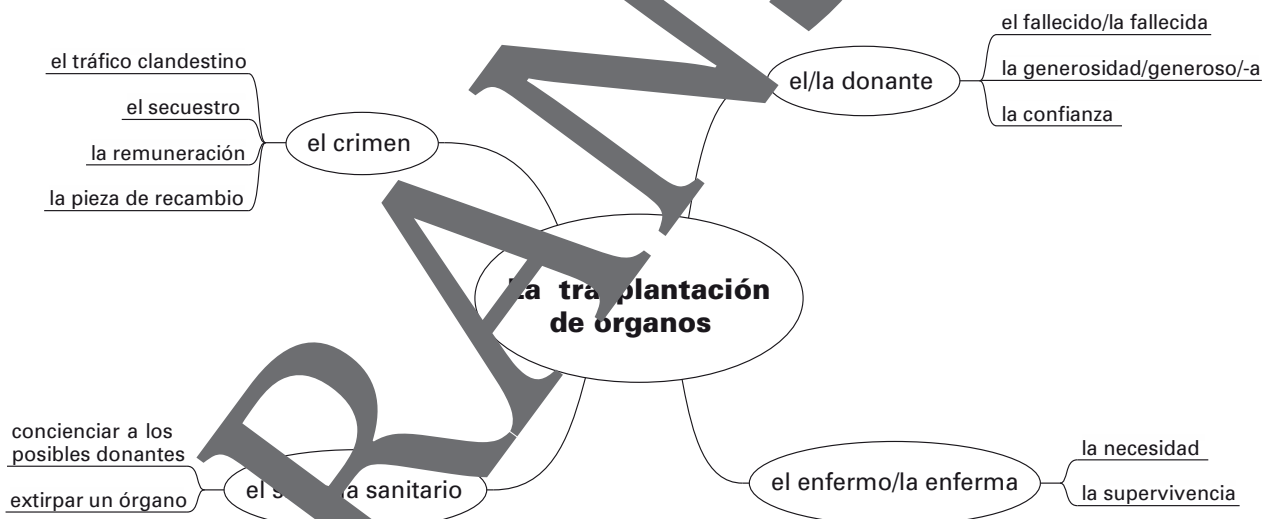 el fallecido/la fallecida
la generosidad/generoso/-a
la confianza
el/la donante
el tráfico clandestino
el secuestro
la remuneración
la pieza de recambio
el crimen
plantación
de órganos
concienciar a los
posibles donantes
extirpar un órgano
el sanitario
el enfermo/la enferma
la necesidad
la supervivencia